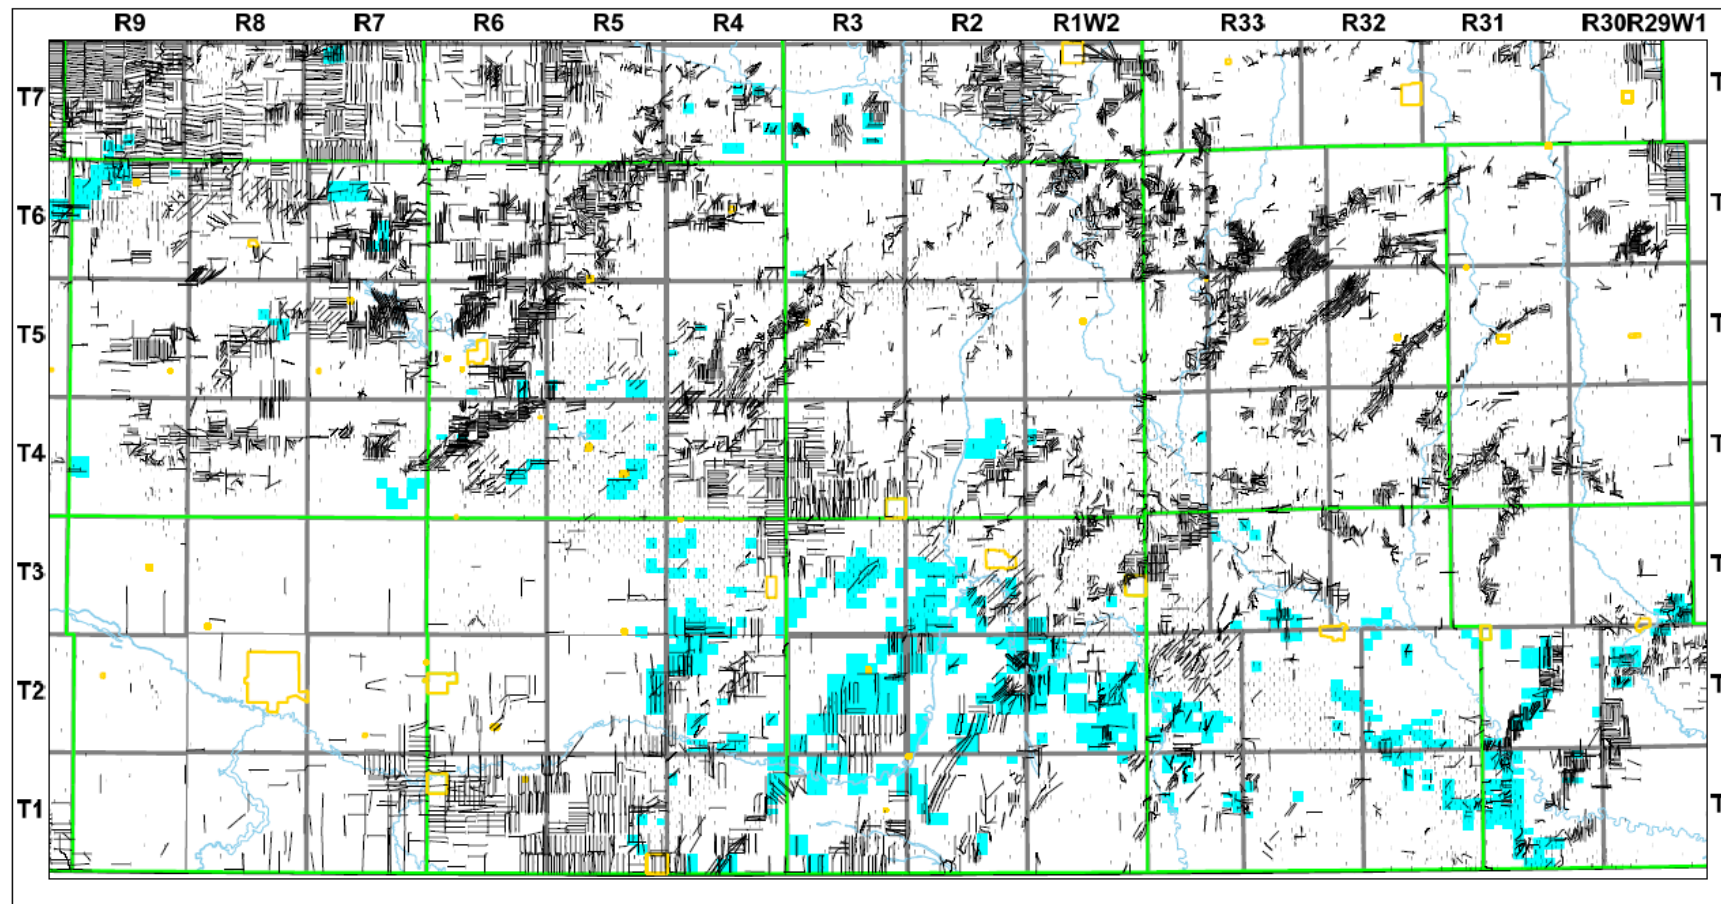 R9 R8 R7 R6 R5 R4 R3 R2 R1W2 R33 R32 R31 R30R29W1
T7 T
T6 T
T5 T
T4 T
T3 T
T2 T
T1 T